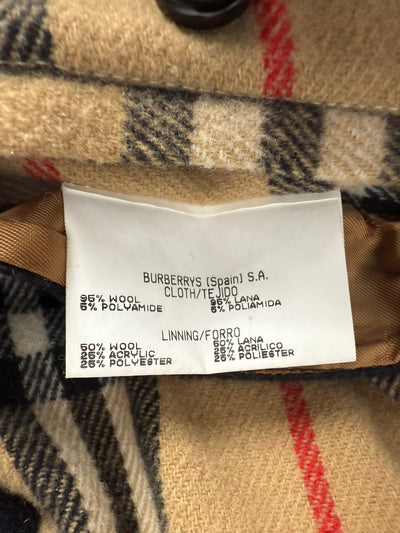 BURBERRYS (Spain) S.A.
CLOTH/TEJIDO
95% WOOL 95% LANA
5% POLYAMIDE 5% POLIAMIDA
LINNING/FORRO
50% WOOL 50% LANA
25% ACRYLIC 25% ACRILICO
25% POLYESTER 25% POLIESTER